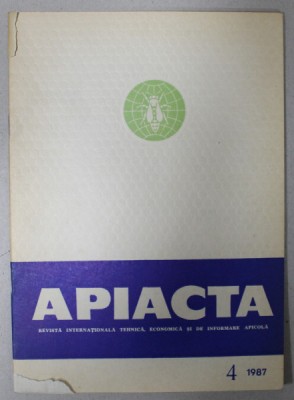 APIACTA
REVISTĂ INTERNAȚIONALĂ TEHNICĂ, ECONOMICĂ ȘI DE INFORMARE APICOLĂ
4 1987